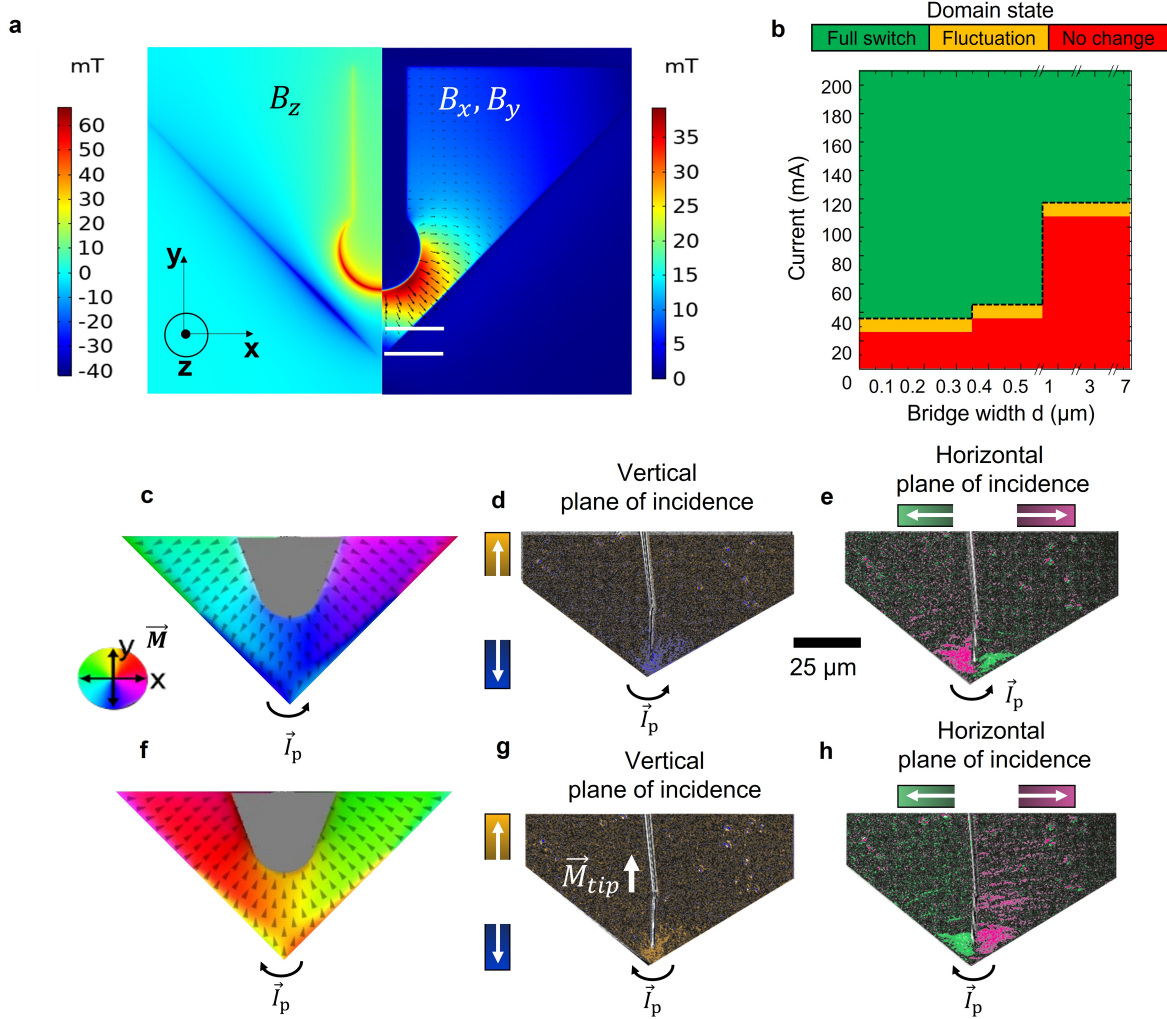 a
mT
60
50
40
30
20
10
0
-10
-20
-30
-40
B_z
B_x, B_y
y
x
z
mT
35
30
25
20
15
10
5
0
b
Domain state
Full switch Fluctuation No change
Current (mA)
200
180
160
140
120
100
80
60
40
20
0
0.1 0.2 0.3 0.4 0.5 1 3 7
Bridge width d (µm)
c
M
y
x
I_p
d
Vertical
plane of incidence
I_p
25 µm
e
Horizontal
plane of incidence
I_p
f
I_p
g
Vertical
plane of incidence
M_tip
I_p
h
Horizontal
plane of incidence
I_p